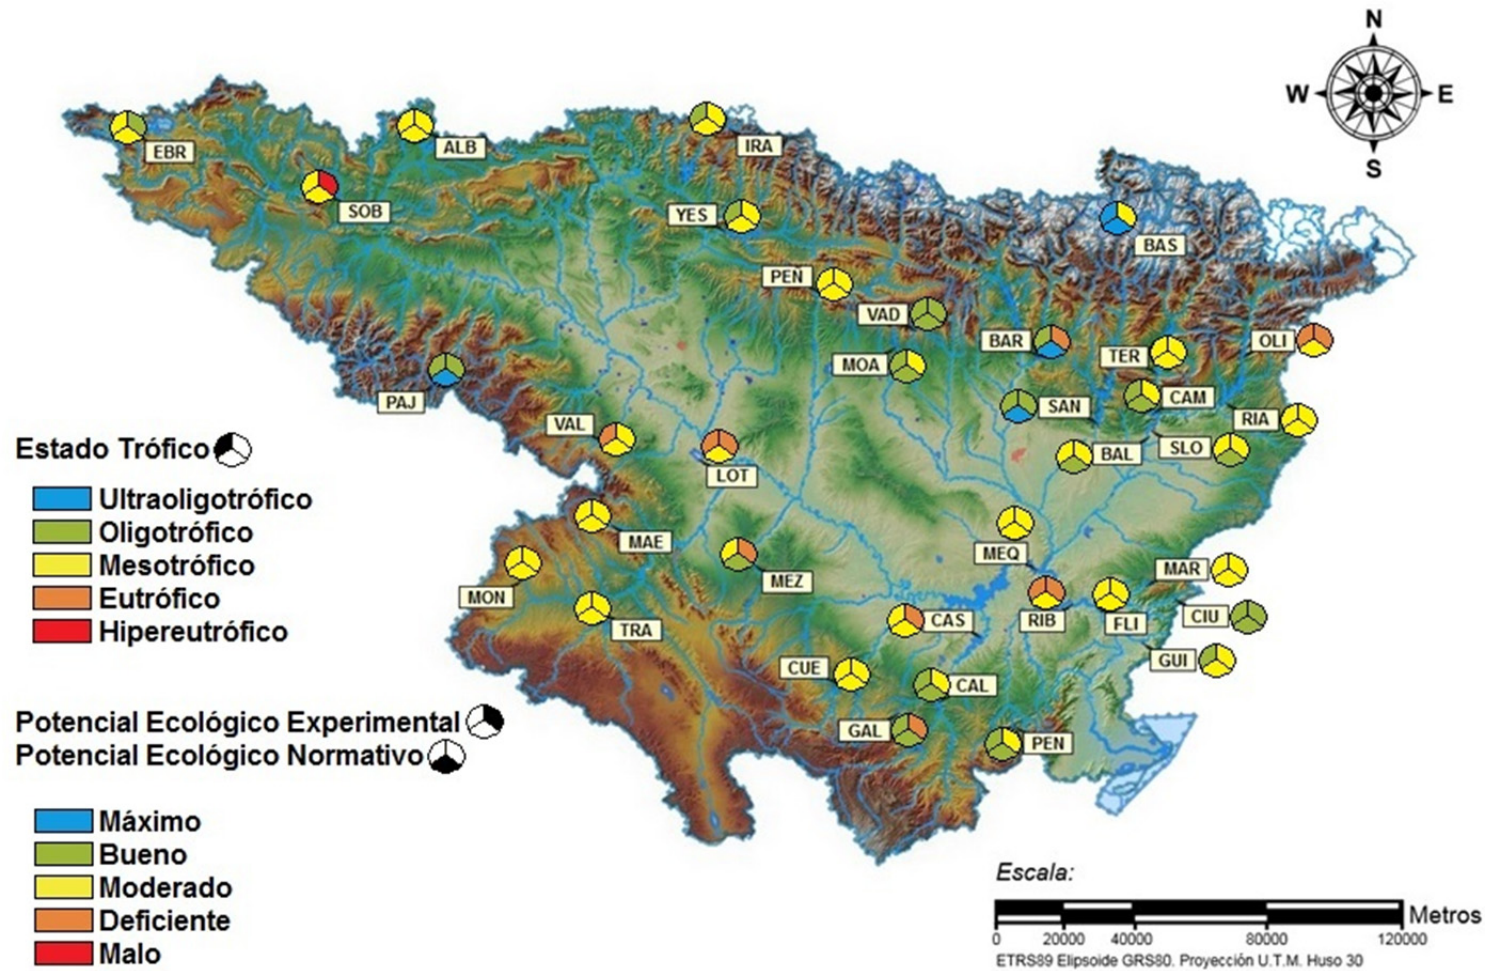 N
W
E
S
EBR
ALB
IRA
SOB
YES
BAS
PEÑ
VAD
BAR
OLI
TER
MOA
CAM
PAJ
SAN
RIA
VAL
SLO
BAL
LOT
MAE
MEQ
MAR
MEZ
MON
CAS
RIB
FLI
CIU
TRA
GUI
CUE
CAL
GAL
PEN
Estado Trófico
Ultraoligotrófico
Oligotrófico
Mesotrófico
Eutrófico
Hipereutrófico
Potencial Ecológico Experimental
Potencial Ecológico Normativo
Máximo
Bueno
Moderado
Deficiente
Malo
Escala:
Metros
0 20000 40000 80000 120000
ETRS89 Elipsoide GRS80. Proyección U.T.M. Huso 30